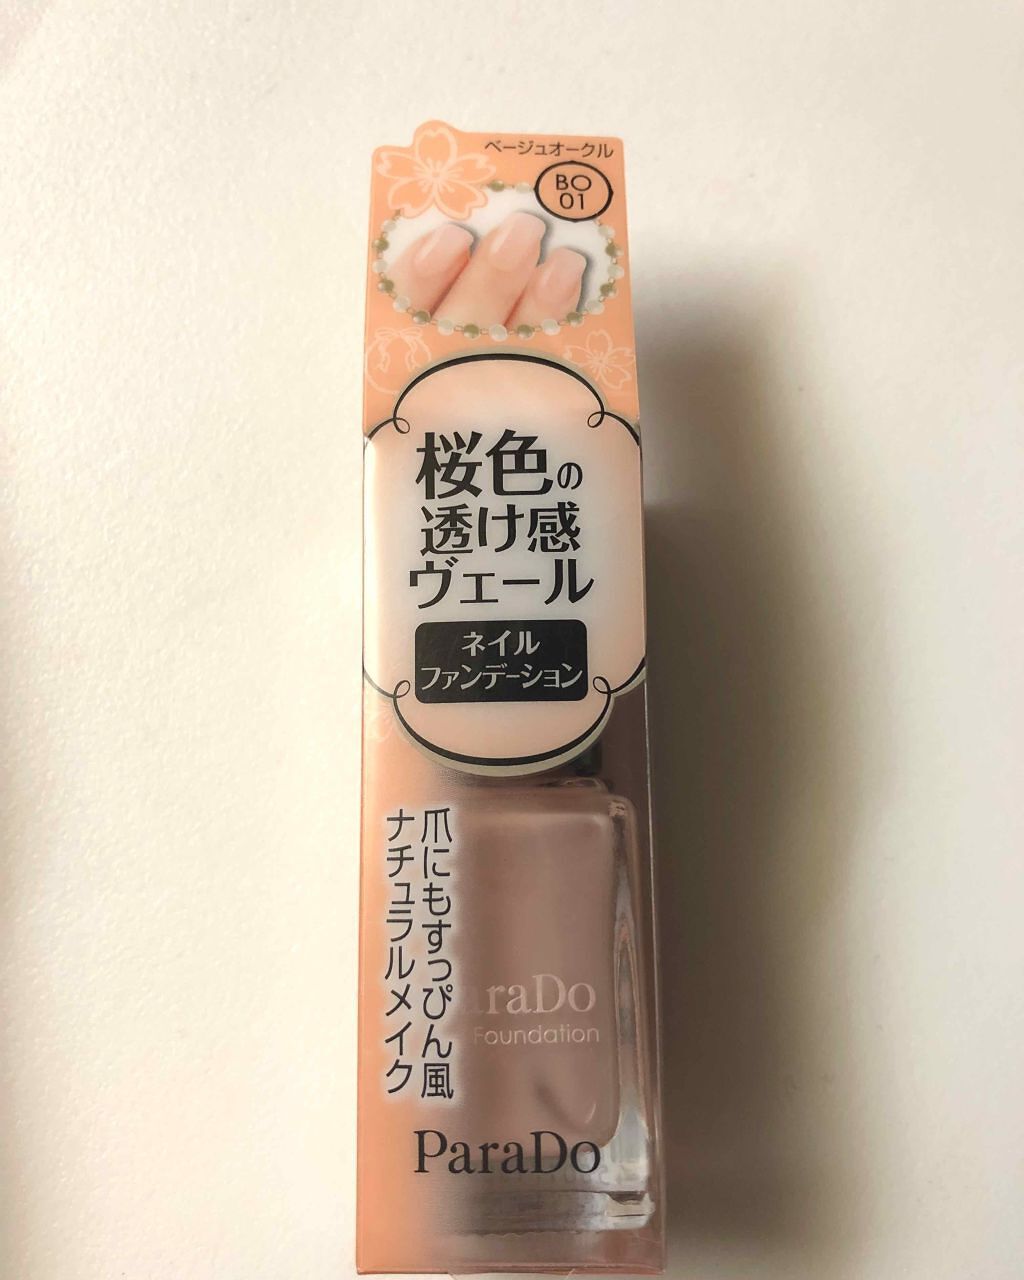 ベージュオークル
BO
01
桜色の
透け感
ヴェール
ネイル
ファンデーション
爪にもすっぴん風
ナチュラルメイク
araDo
Foundation
ParaDo